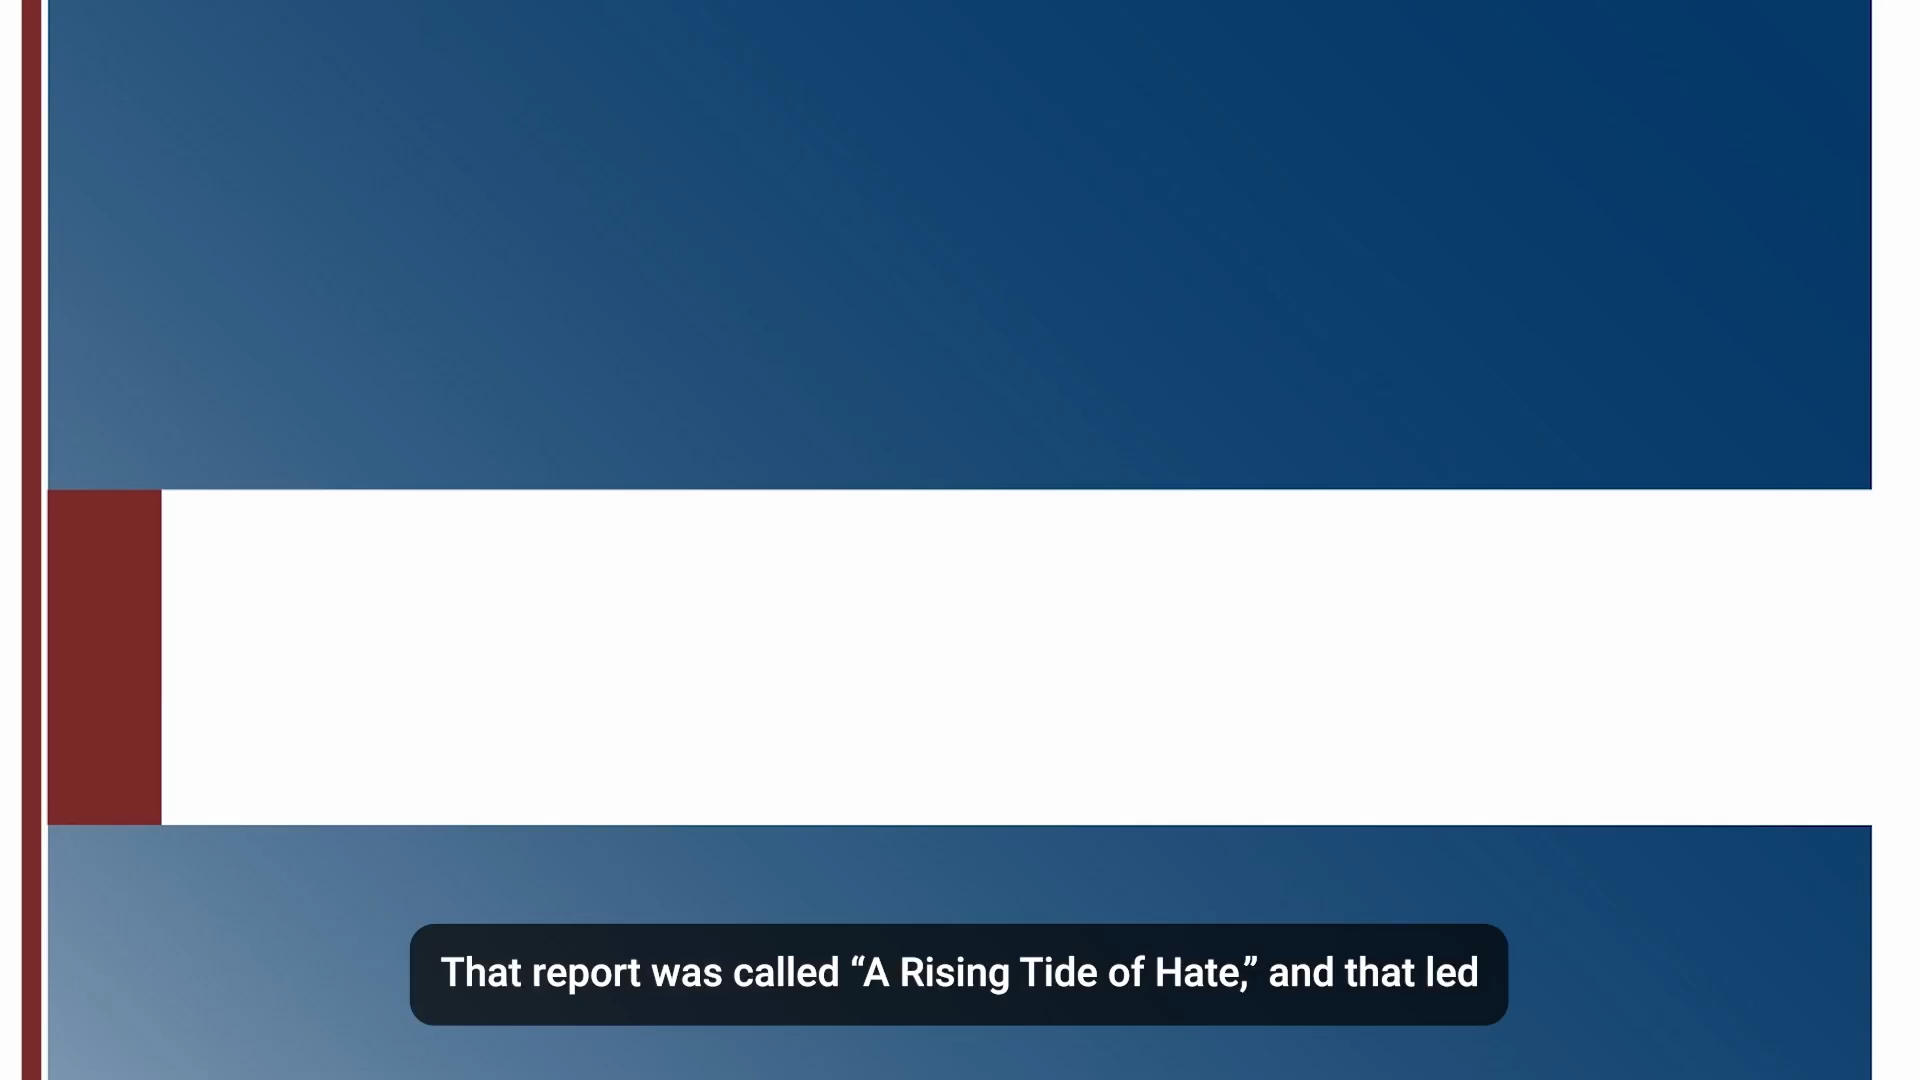 That report was called “A Rising Tide of Hate,” and that led